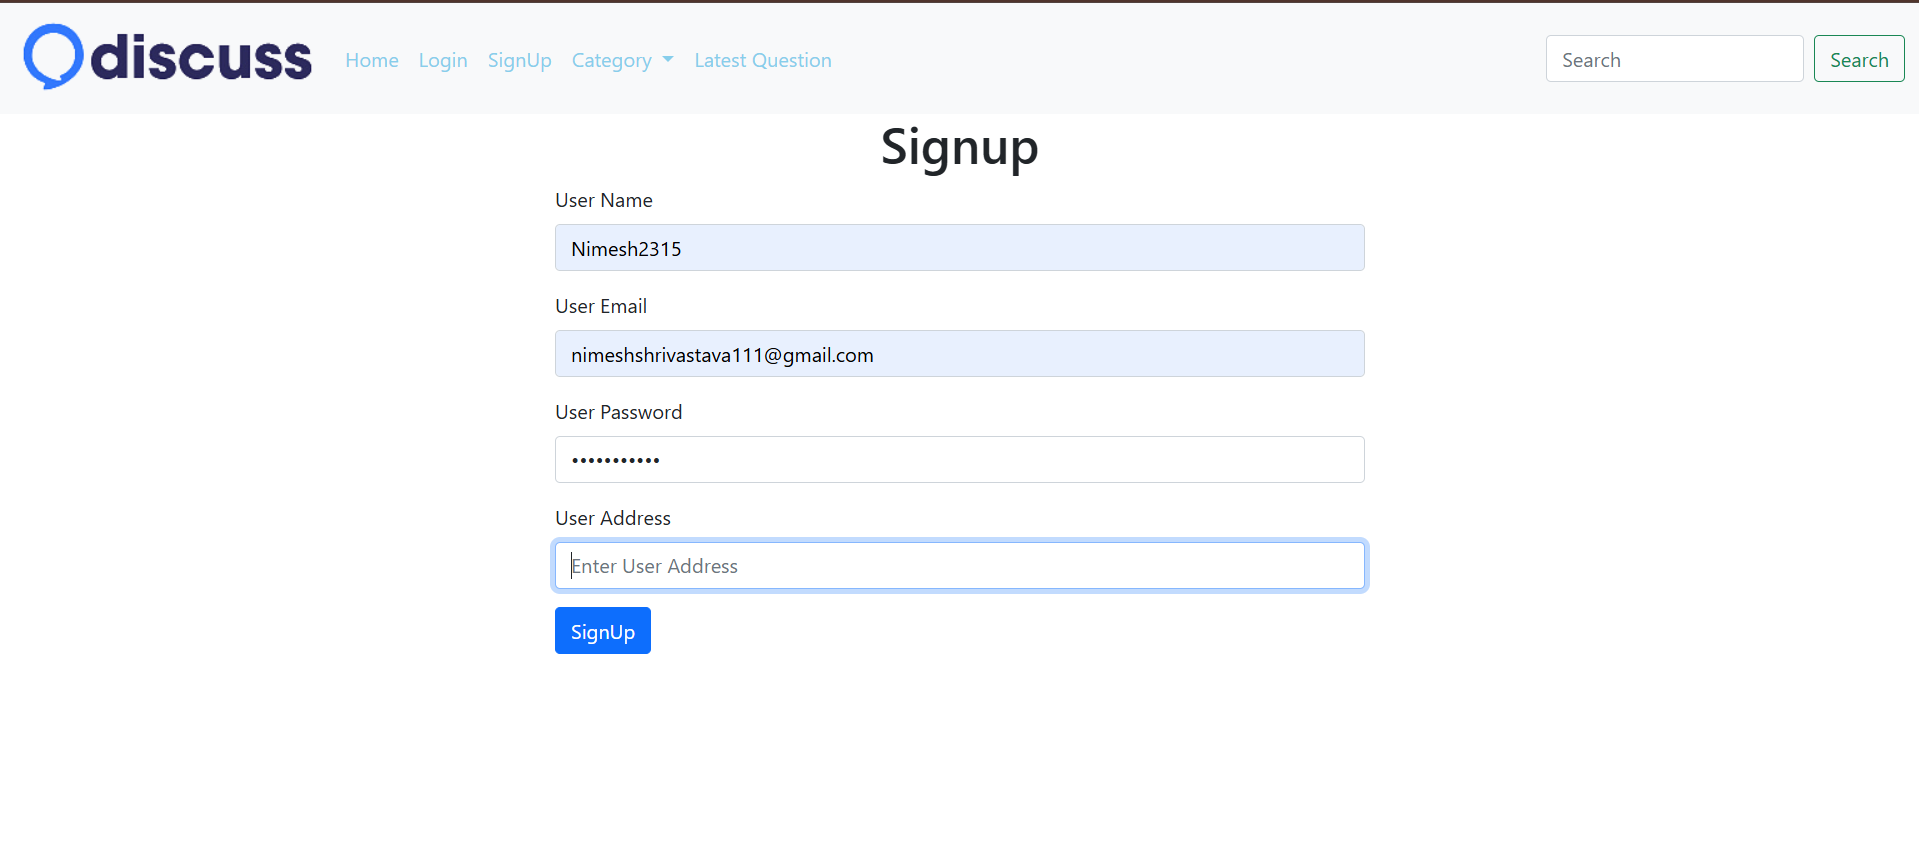 discuss Home Login SignUp Category Latest Question Search Search
Signup
User Name
Nimesh2315
User Email
nimeshshrivastava111@gmail.com
User Password
•••••••••••
User Address
Enter User Address
SignUp